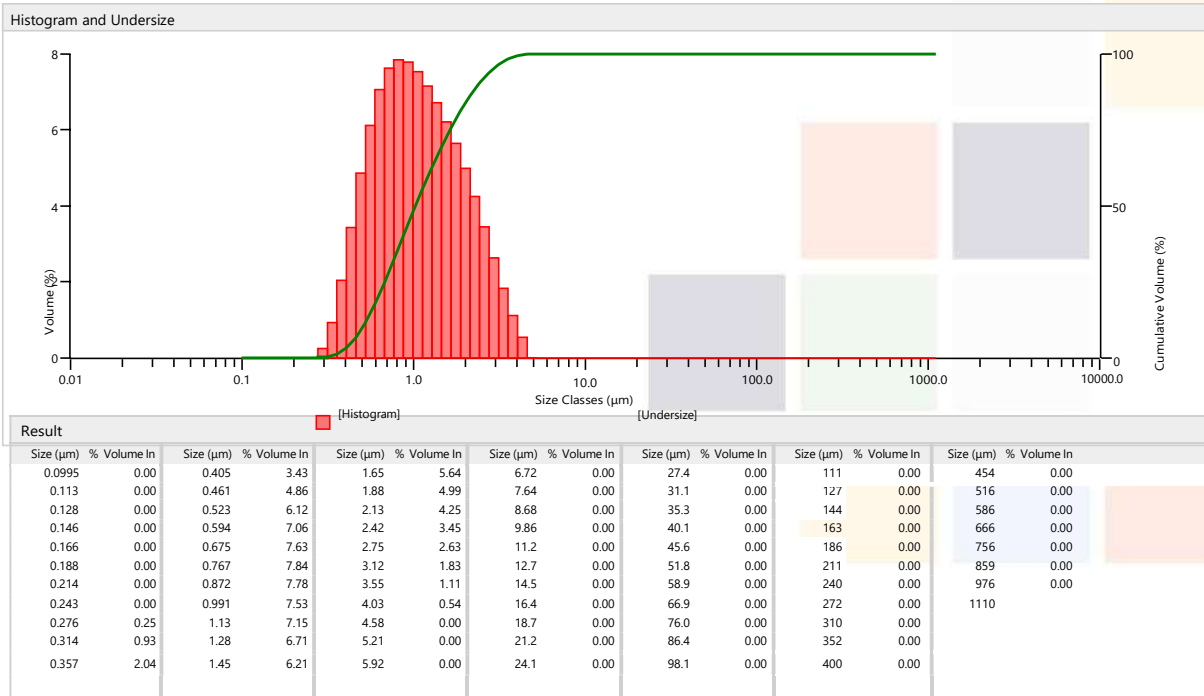 Histogram and Undersize
8
6
4
2
0
Volume (%)
100
50
0
Cumulative Volume (%)
0.01
0.1
1.0
10.0
100.0
1000.0
10000.0
Size Classes (μm)
[Histogram]
[Undersize]
Result
Size (μm) % Volume In Size (μm) % Volume In Size (μm) % Volume In Size (μm) % Volume In Size (μm) % Volume In Size (μm) % Volume In Size (μm) % Volume In
0.0995 0.00 0.405 3.43 1.65 5.64 6.72 0.00 27.4 0.00 111 0.00 454 0.00
0.113 0.00 0.461 4.86 1.88 4.99 7.64 0.00 31.1 0.00 127 0.00 516 0.00
0.128 0.00 0.523 6.12 2.13 4.25 8.68 0.00 35.3 0.00 144 0.00 586 0.00
0.146 0.00 0.594 7.06 2.42 3.45 9.86 0.00 40.1 0.00 163 0.00 666 0.00
0.166 0.00 0.675 7.63 2.75 2.63 11.2 0.00 45.6 0.00 186 0.00 756 0.00
0.188 0.00 0.767 7.84 3.12 1.83 12.7 0.00 51.8 0.00 211 0.00 859 0.00
0.214 0.00 0.872 7.78 3.55 1.11 14.5 0.00 58.9 0.00 240 0.00 976 0.00
0.243 0.00 0.991 7.53 4.03 0.54 16.4 0.00 66.9 0.00 272 0.00 1110
0.276 0.25 1.13 7.15 4.58 0.00 18.7 0.00 76.0 0.00 310 0.00
0.314 0.93 1.28 6.71 5.21 0.00 21.2 0.00 86.4 0.00 352 0.00
0.357 2.04 1.45 6.21 5.92 0.00 24.1 0.00 98.1 0.00 400 0.00